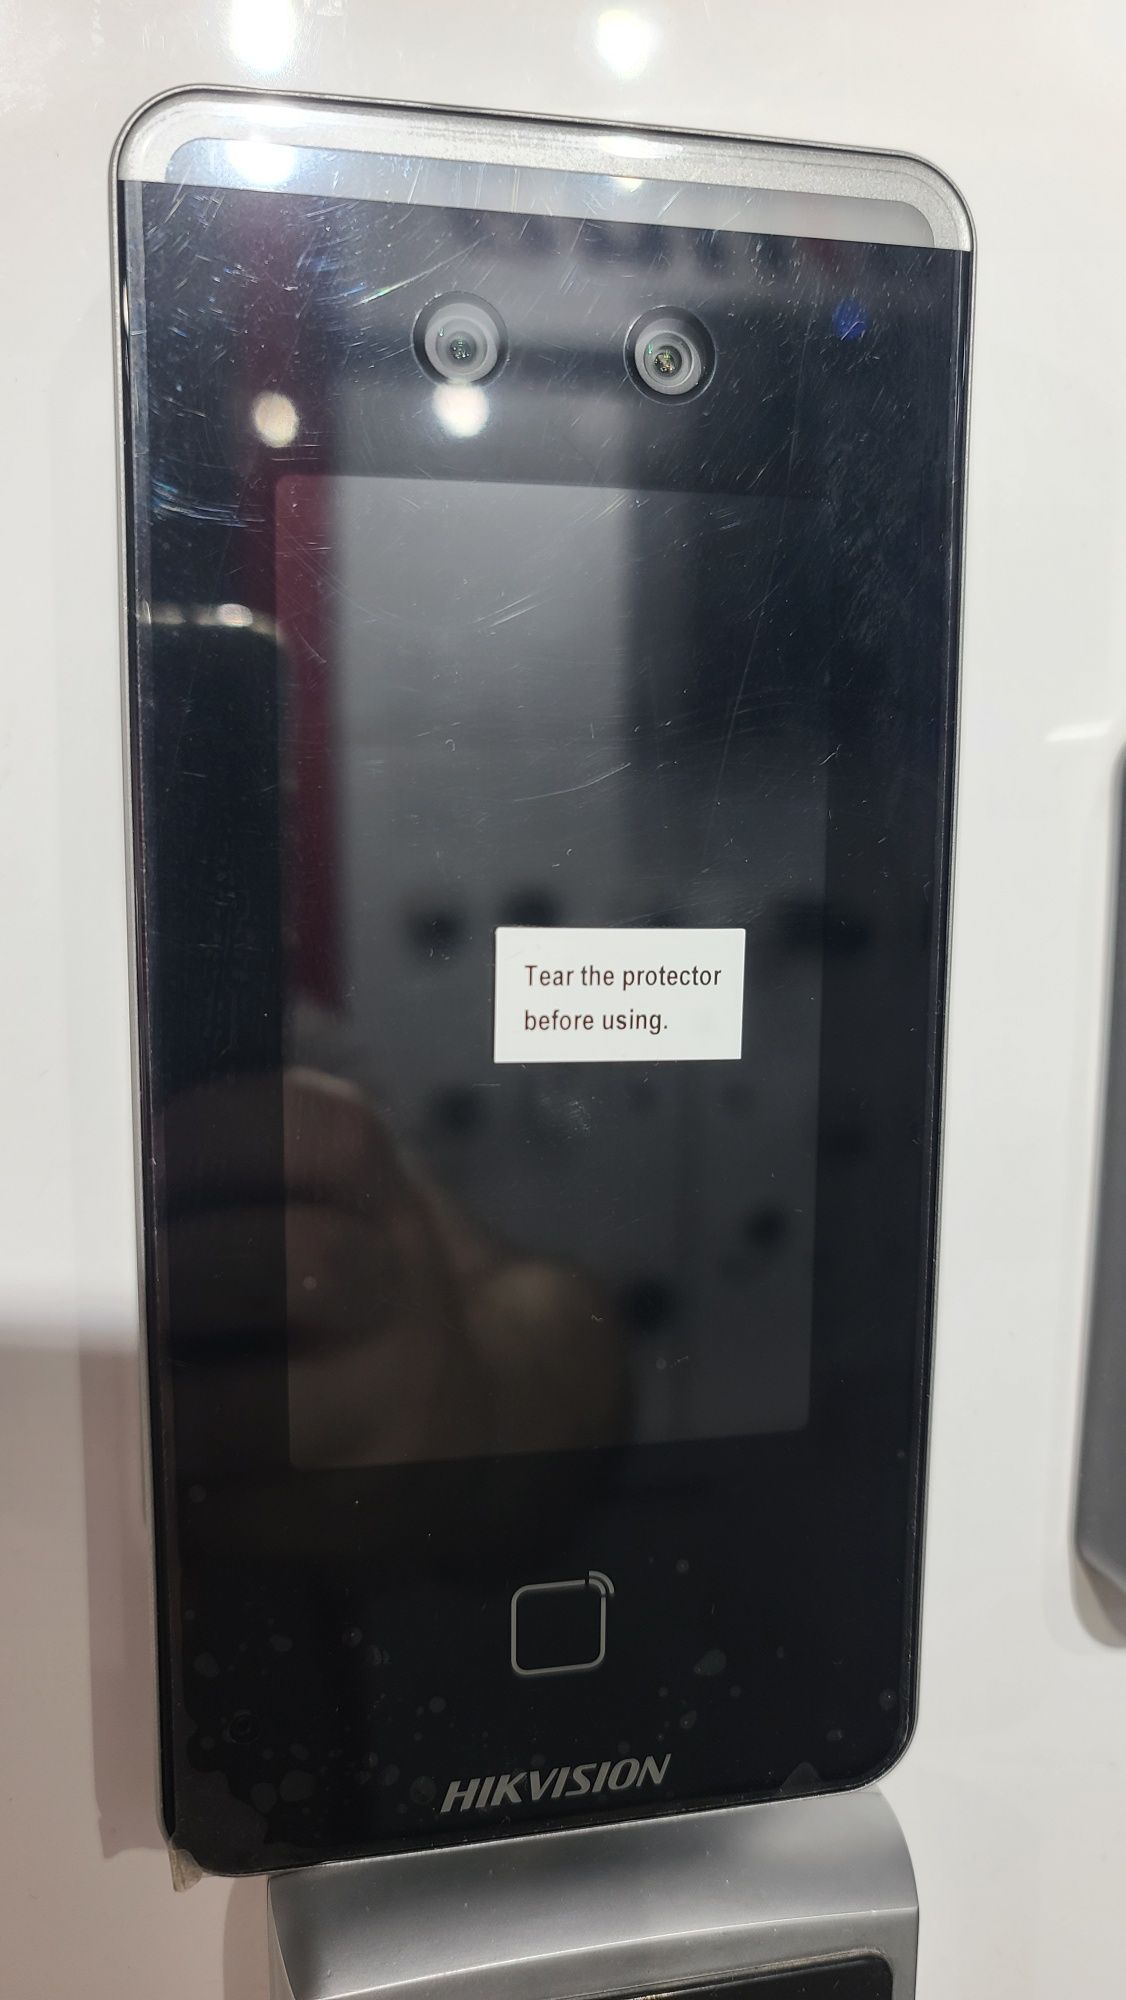 Tear the protector
before using.
HIKVISION